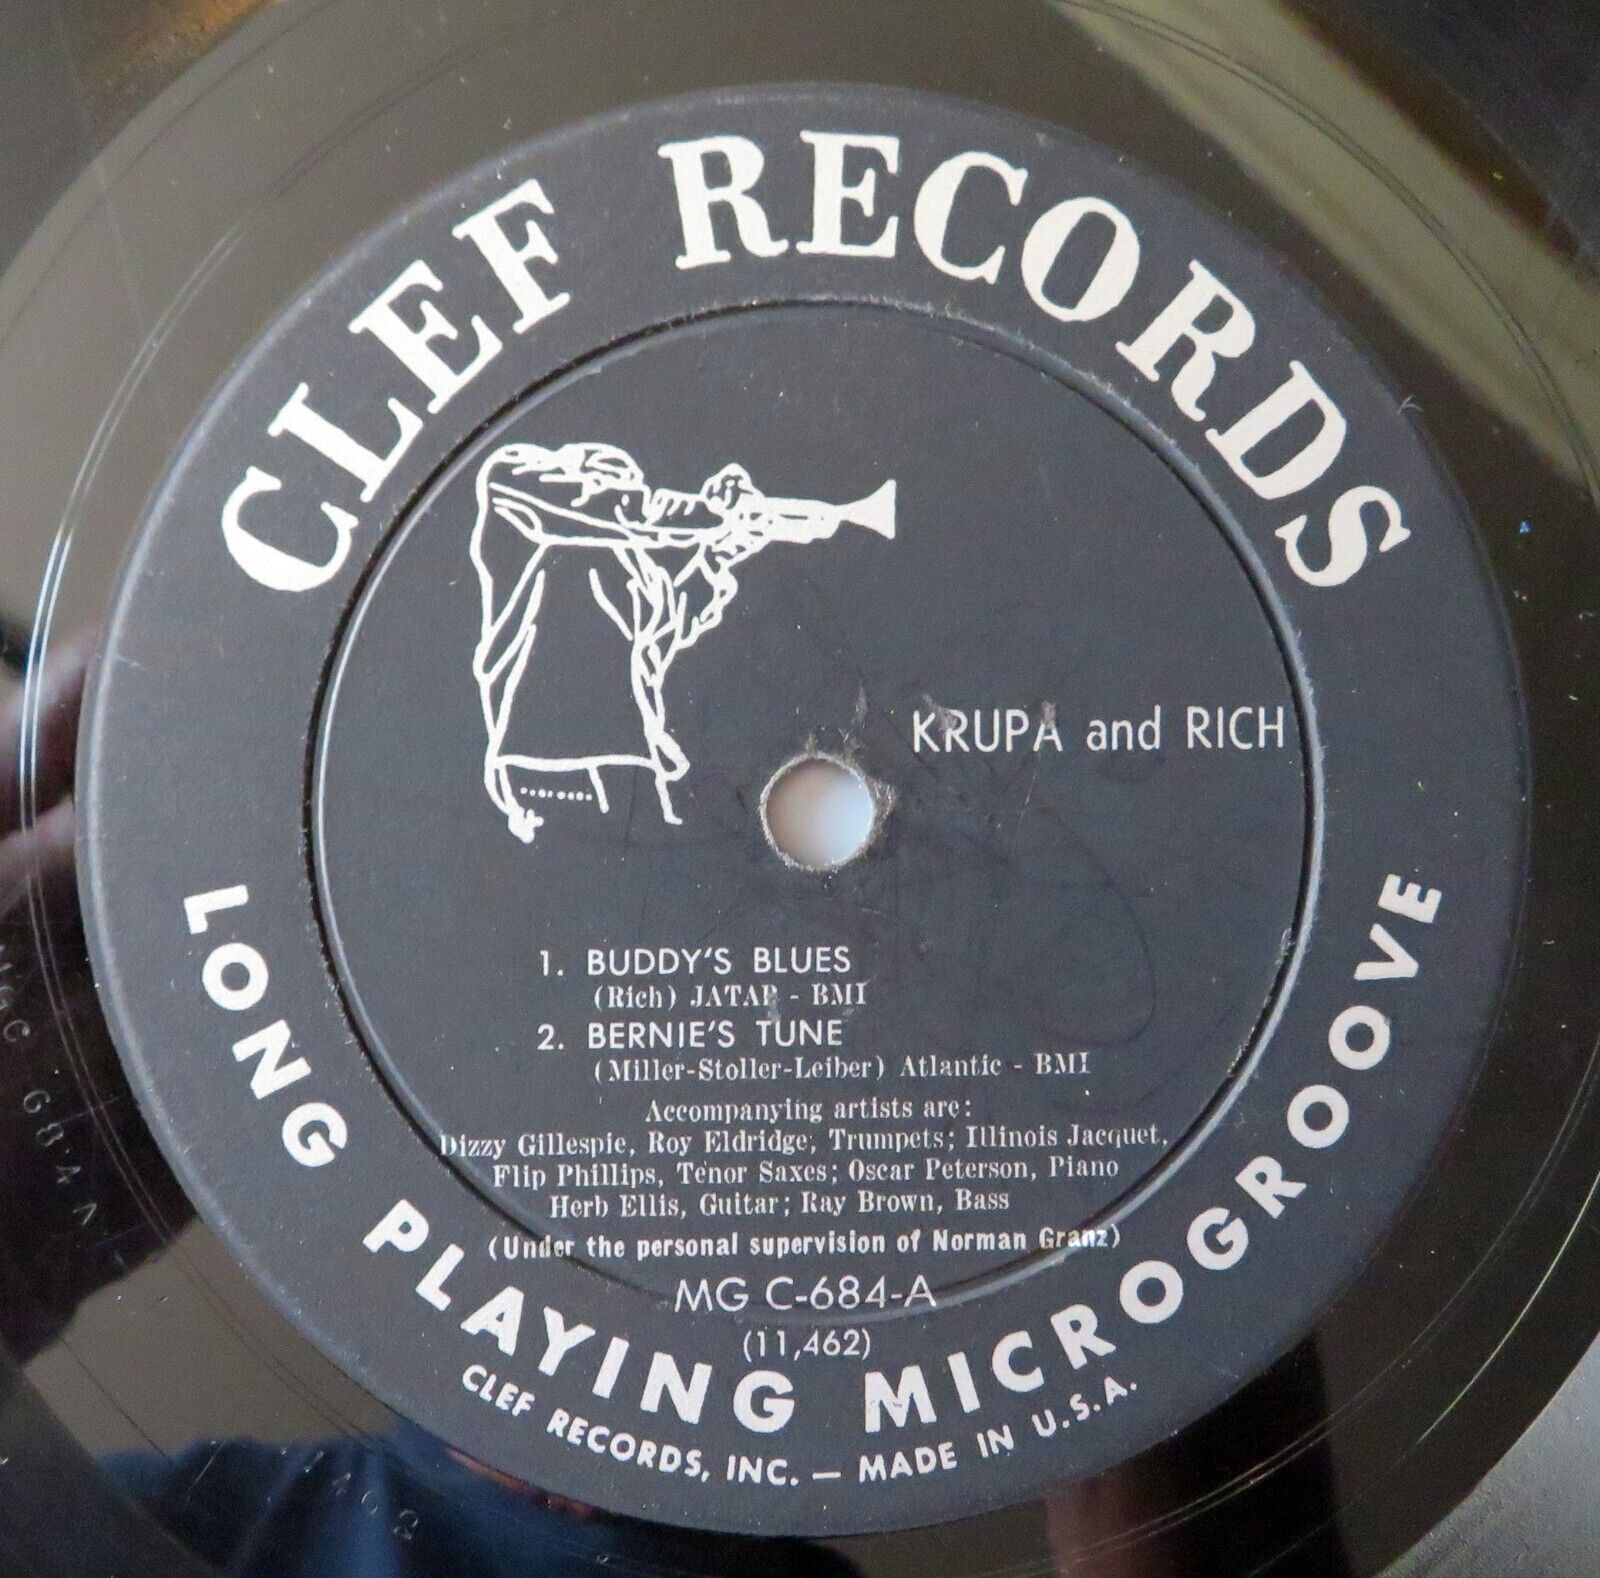 CLEF RECORDS
KRUPA and RICH
1. BUDDY'S BLUES
(Rich) JATAP - BMI
2. BERNIE'S TUNE
(Miller-Stoller-Leiber) Atlantic - BMI
Accompanying artists are:
Dizzy Gillespie, Roy Eldridge, Trumpets; Illinois Jacquet,
Flip Phillips, Tenor Saxes; Oscar Peterson, Piano
Herb Ellis, Guitar; Ray Brown, Bass
(Under the personal supervision of Norman Granz)
MG C-684-A
(11,462)
LONG PLAYING MICROGROOVE
CLEF RECORDS, INC. — MADE IN U.S.A.
MGC 684A